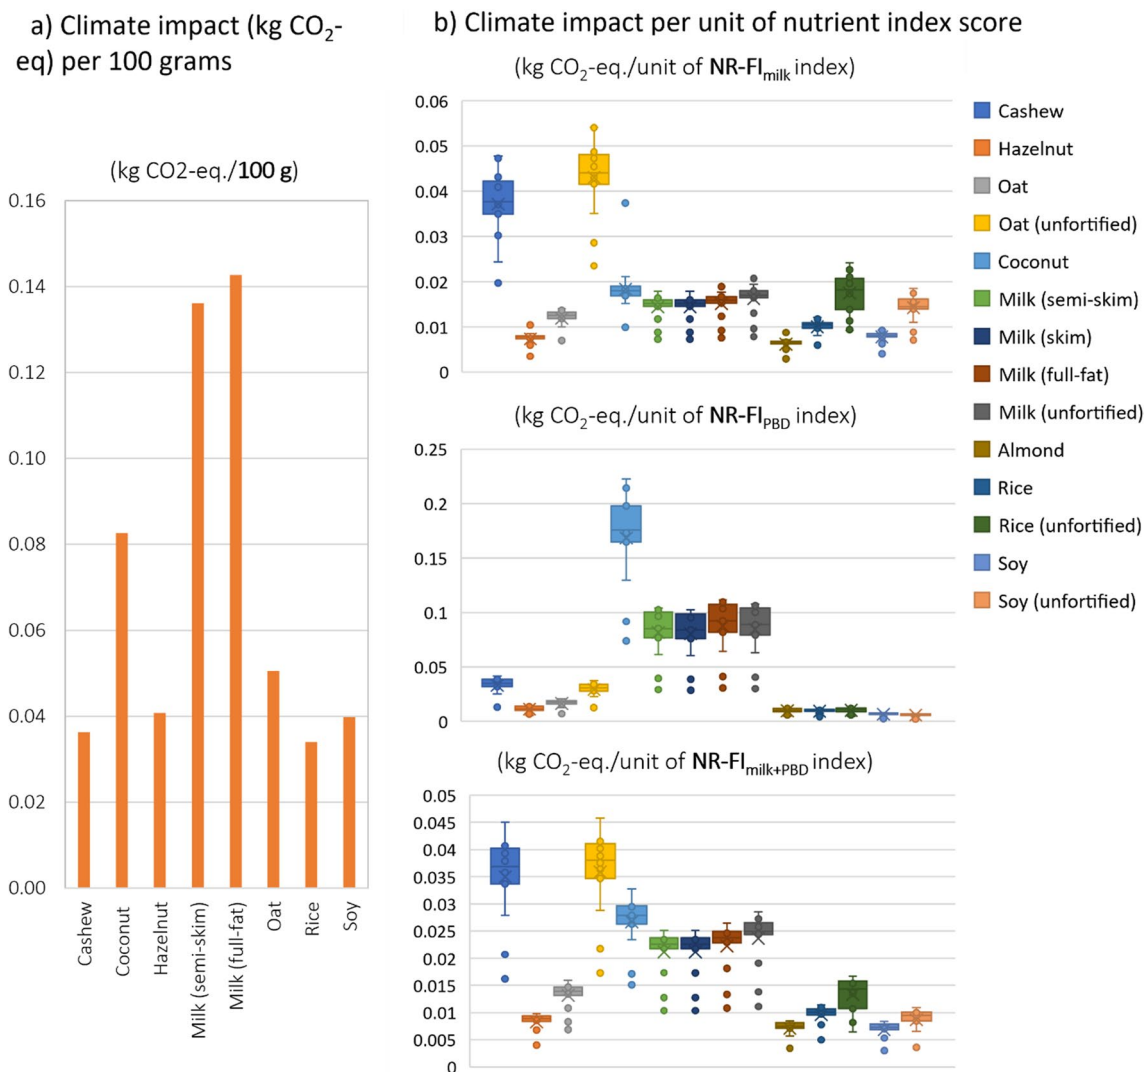 a) Climate impact (kg CO2-
eq) per 100 grams
(kg CO2-eq./100 g)
0.16
0.14
0.12
0.10
0.08
0.06
0.04
0.02
0.00
Cashew
Coconut
Hazelnut
Milk (semi-skim)
Milk (full-fat)
Oat
Rice
Soy
b) Climate impact per unit of nutrient index score
(kg CO2-eq./unit of NR-FImilk index)
0.06
0.05
0.04
0.03
0.02
0.01
0
(kg CO2-eq./unit of NR-FIPBD index)
0.25
0.2
0.15
0.1
0.05
0
(kg CO2-eq./unit of NR-FImilk+PBD index)
0.05
0.045
0.04
0.035
0.03
0.025
0.02
0.015
0.01
0.005
0
Cashew
Hazelnut
Oat
Oat (unfortified)
Coconut
Milk (semi-skim)
Milk (skim)
Milk (full-fat)
Milk (unfortified)
Almond
Rice
Rice (unfortified)
Soy
Soy (unfortified)